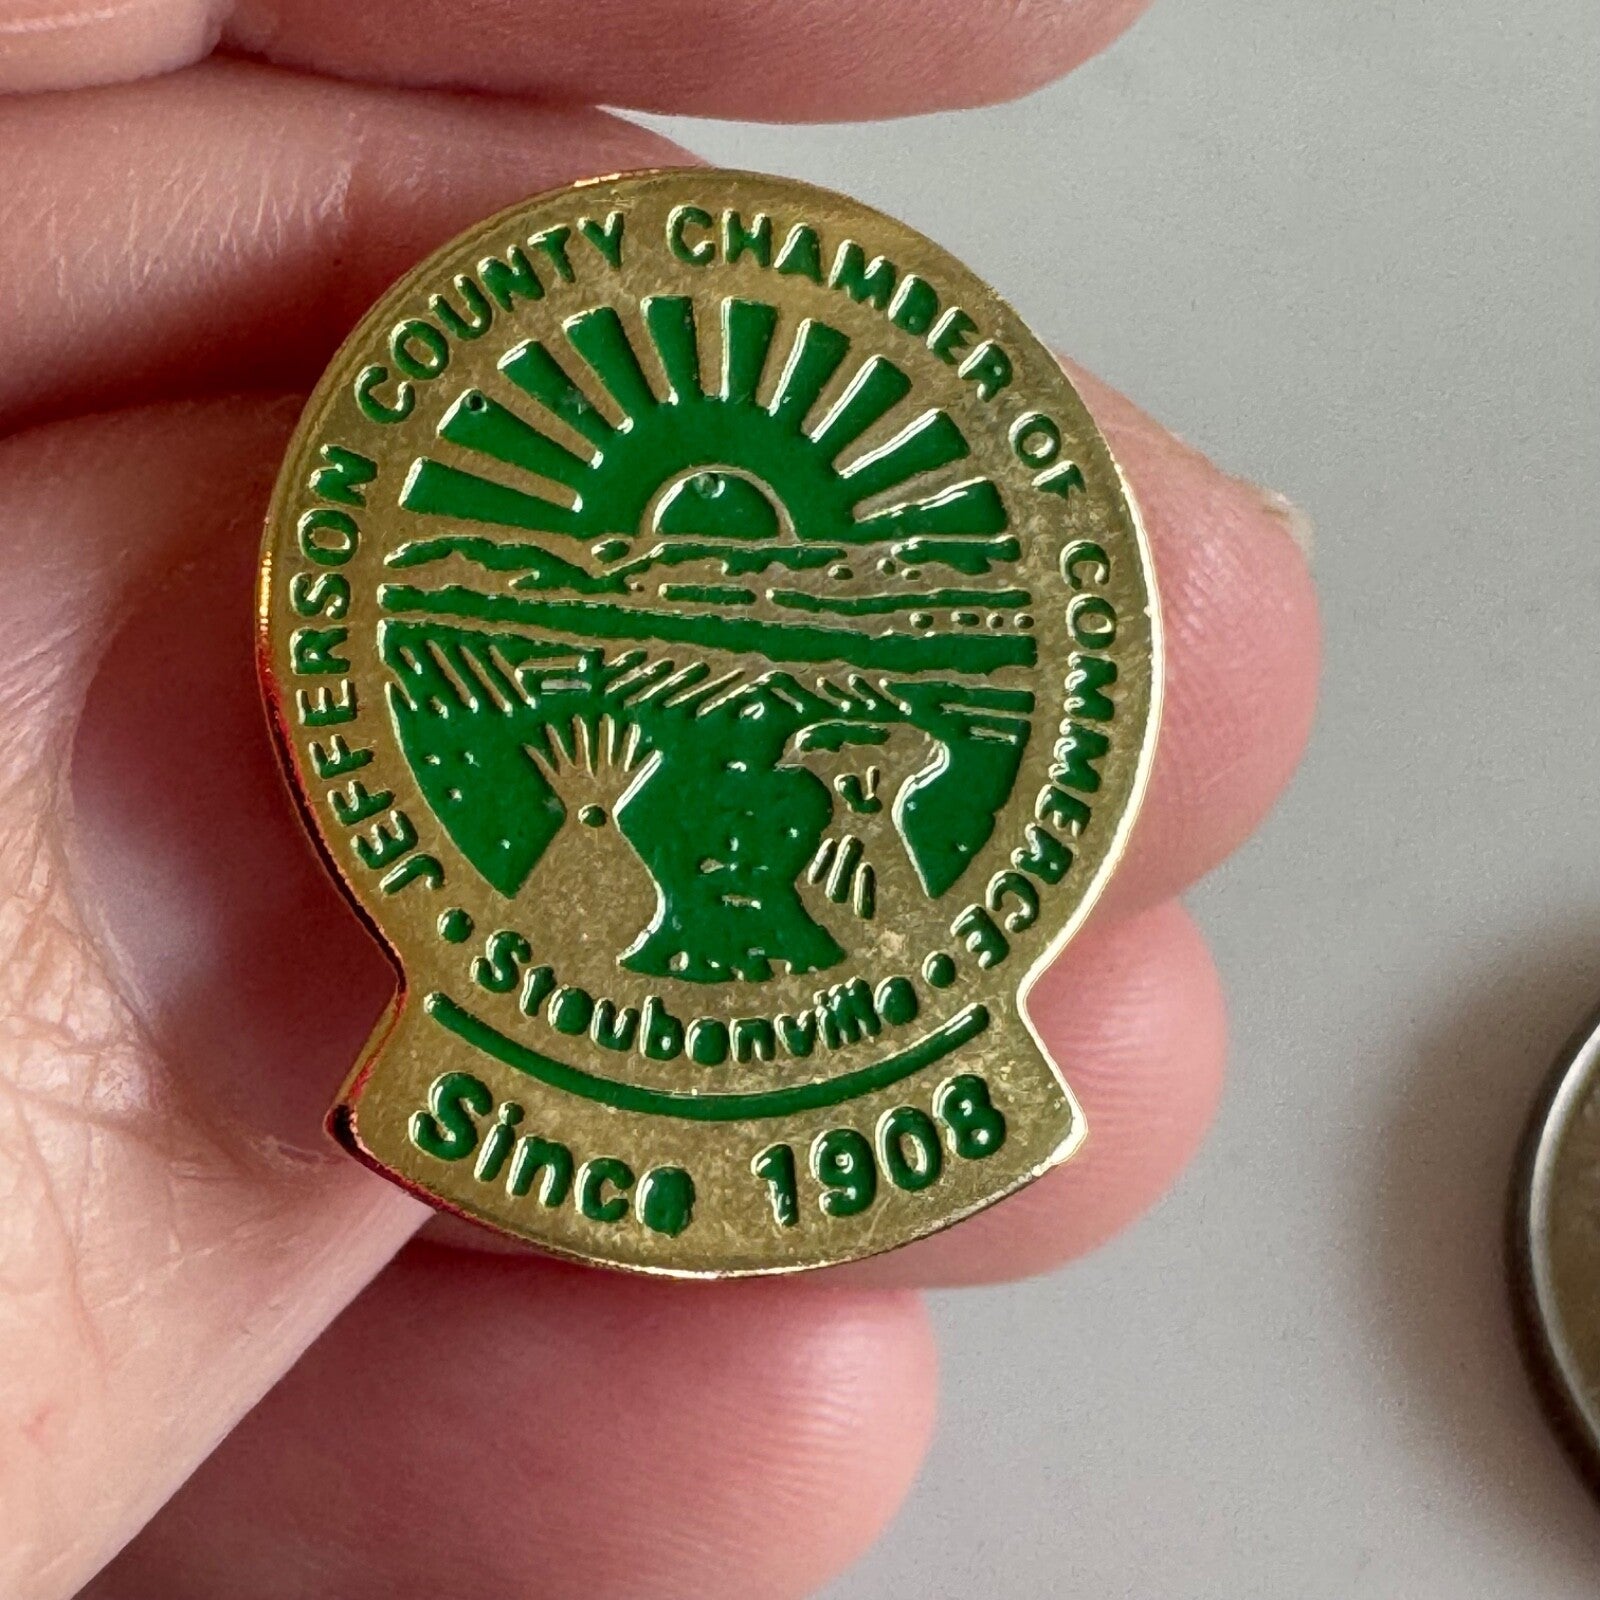 JEFFERSON COUNTY CHAMBER OF COMMERCE
• Steubenville •
Since 1908